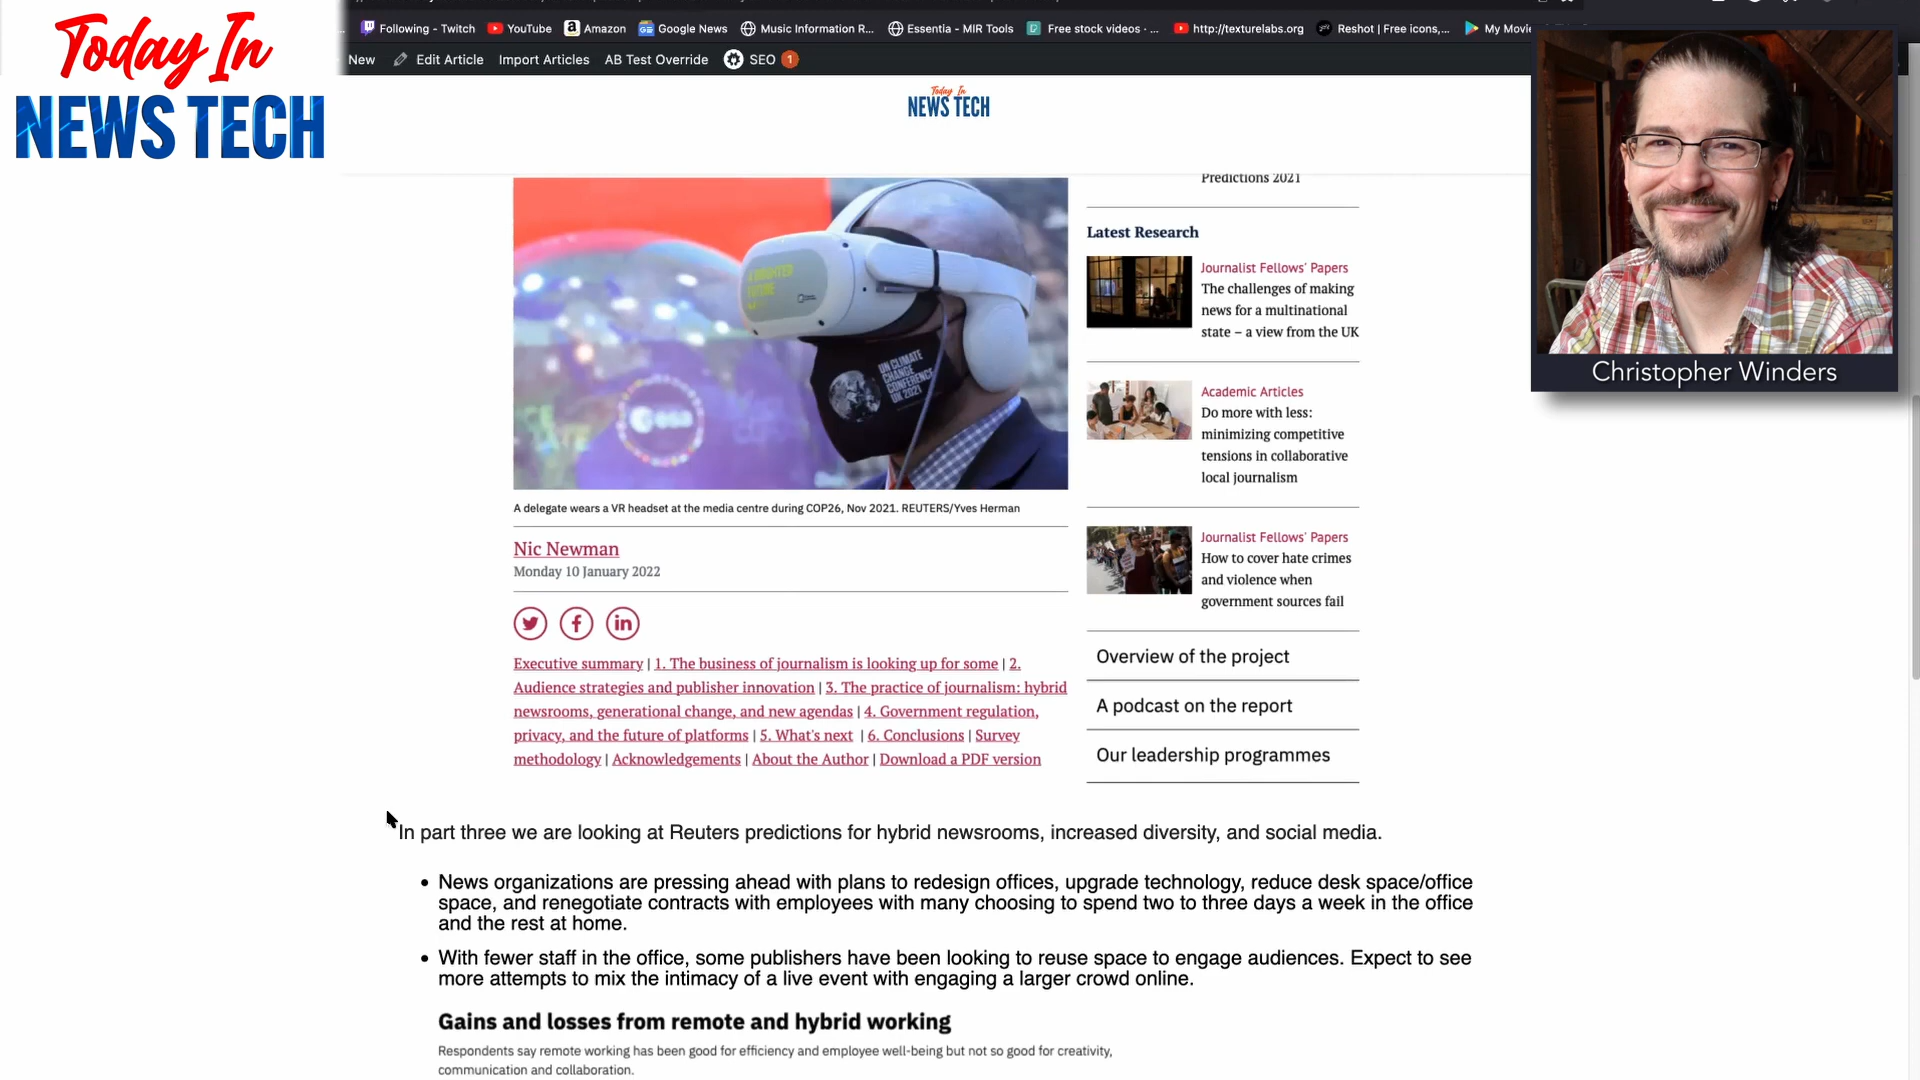 Today In
NEWS TECH
Following - Twitch
YouTube
Amazon
Google News
Music Information R...
Essentia - MIR Tools
Free stock videos · ...
http://texturelabs.org
Reshot | Free icons,...
My Movie
New
Edit Article
Import Articles
AB Test Override
SEO
1
Today In
NEWS TECH
UN CLIMATE
CHANGE
CONFERENCE
UK 2021
esa
A delegate wears a VR headset at the media centre during COP26, Nov 2021. REUTERS/Yves Herman
Nic Newman
Monday 10 January 2022
Executive summary | 1. The business of journalism is looking up for some | 2.
Audience strategies and publisher innovation | 3. The practice of journalism: hybrid
newsrooms, generational change, and new agendas | 4. Government regulation,
privacy, and the future of platforms | 5. What's next | 6. Conclusions | Survey
methodology | Acknowledgements | About the Author | Download a PDF version
Predictions 2021
Latest Research
Journalist Fellows' Papers
The challenges of making
news for a multinational
state – a view from the UK
Academic Articles
Do more with less:
minimizing competitive
tensions in collaborative
local journalism
Journalist Fellows' Papers
How to cover hate crimes
and violence when
government sources fail
Overview of the project
A podcast on the report
Our leadership programmes
Christopher Winders
In part three we are looking at Reuters predictions for hybrid newsrooms, increased diversity, and social media.
• News organizations are pressing ahead with plans to redesign offices, upgrade technology, reduce desk space/office
space, and renegotiate contracts with employees with many choosing to spend two to three days a week in the office
and the rest at home.
• With fewer staff in the office, some publishers have been looking to reuse space to engage audiences. Expect to see
more attempts to mix the intimacy of a live event with engaging a larger crowd online.
Gains and losses from remote and hybrid working
Respondents say remote working has been good for efficiency and employee well-being but not so good for creativity,
communication and collaboration.